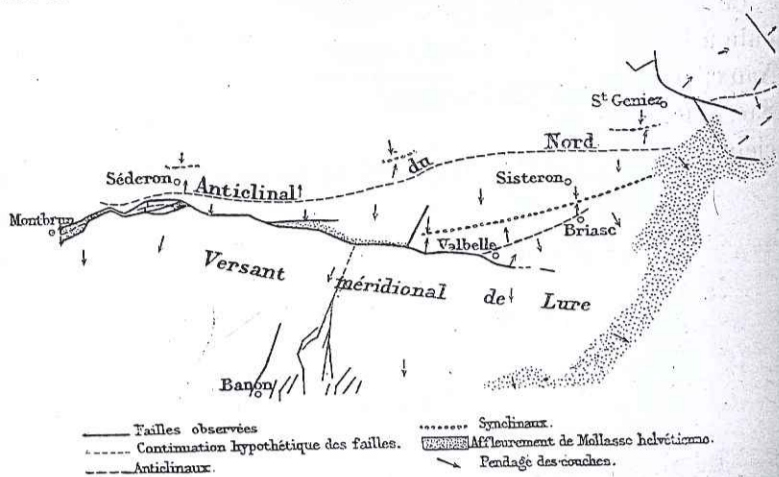 St Geniez
Nord
du
Séderon
Anticlinal
Sisteron
Montbrun
Valbelle
Briasc
Versant méridional de Lure
Banon
Failles observées
Continuation hypothétique des failles.
Anticlinaux.
Synclinaux.
Affleurement de Mollasse helvétienne.
Pendage des couches.